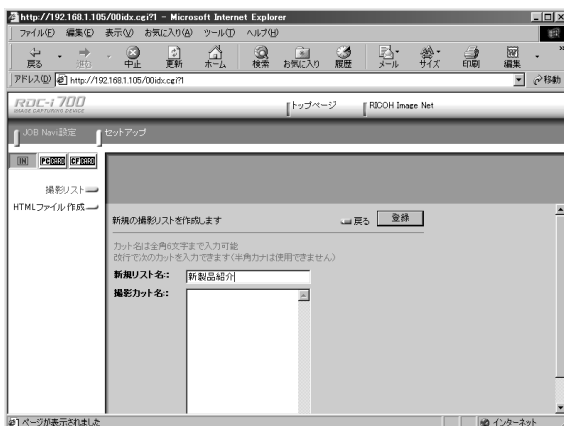 http://192.168.1.105/00idx.cgi?1 - Microsoft Internet Explorer
ファイル(F) 編集(E) 表示(V) お気に入り(A) ツール(T) ヘルプ(H)
戻る 進む 中止 更新 ホーム 検索 お気に入り 履歴 メール サイズ 印刷 編集 »
アドレス(D) http://192.168.1.105/00idx.cgi?1 移動
RDC-i 700 トップページ RICOH Image Net
IMAGE CAPTURING DEVICE
JOB Navi設定 セットアップ
IN PC CARD CF CARD
撮影リスト
HTMLファイル作成
新規の撮影リストを作成します 戻る 登録
カット名は全角6文字まで入力可能
改行で次のカットを入力できます(半角カナは使用できません)
新規リスト名: 新製品紹介
撮影カット名:
ページが表示されました インターネット